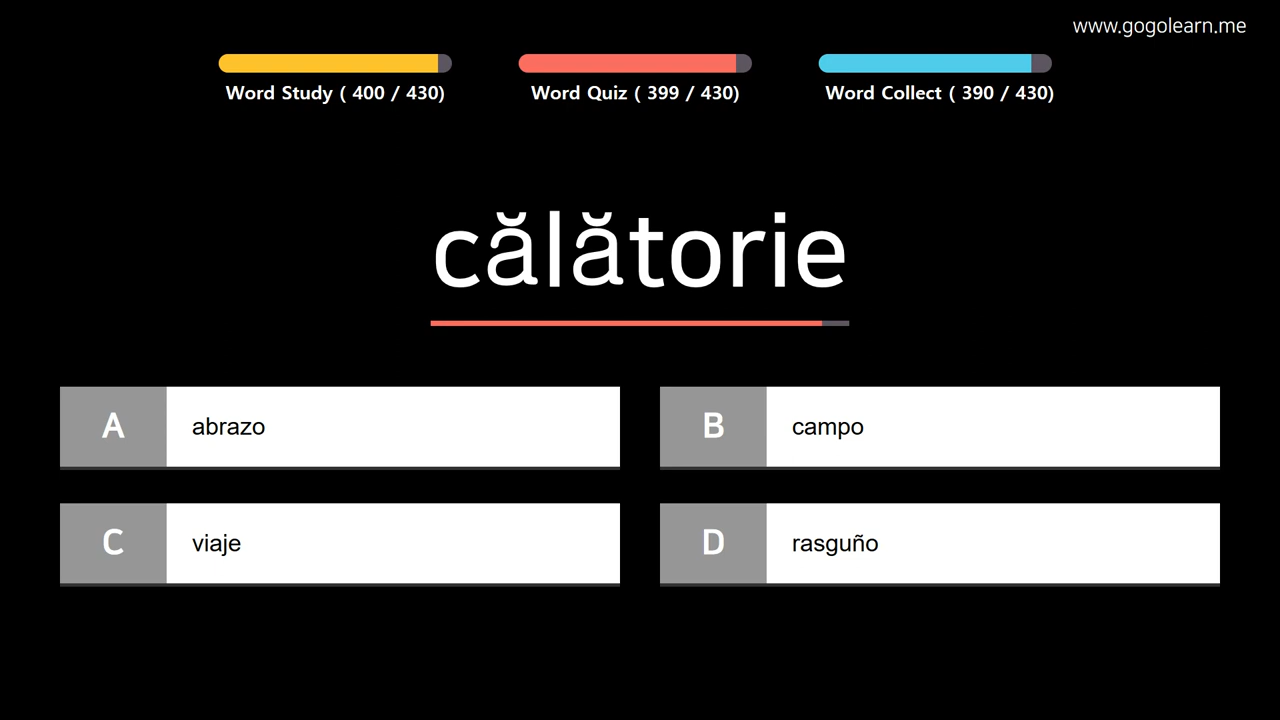 www.gogolearn.me
Word Study ( 400 / 430)
Word Quiz ( 399 / 430)
Word Collect ( 390 / 430)
călătorie
A abrazo
B campo
C viaje
D rasguño